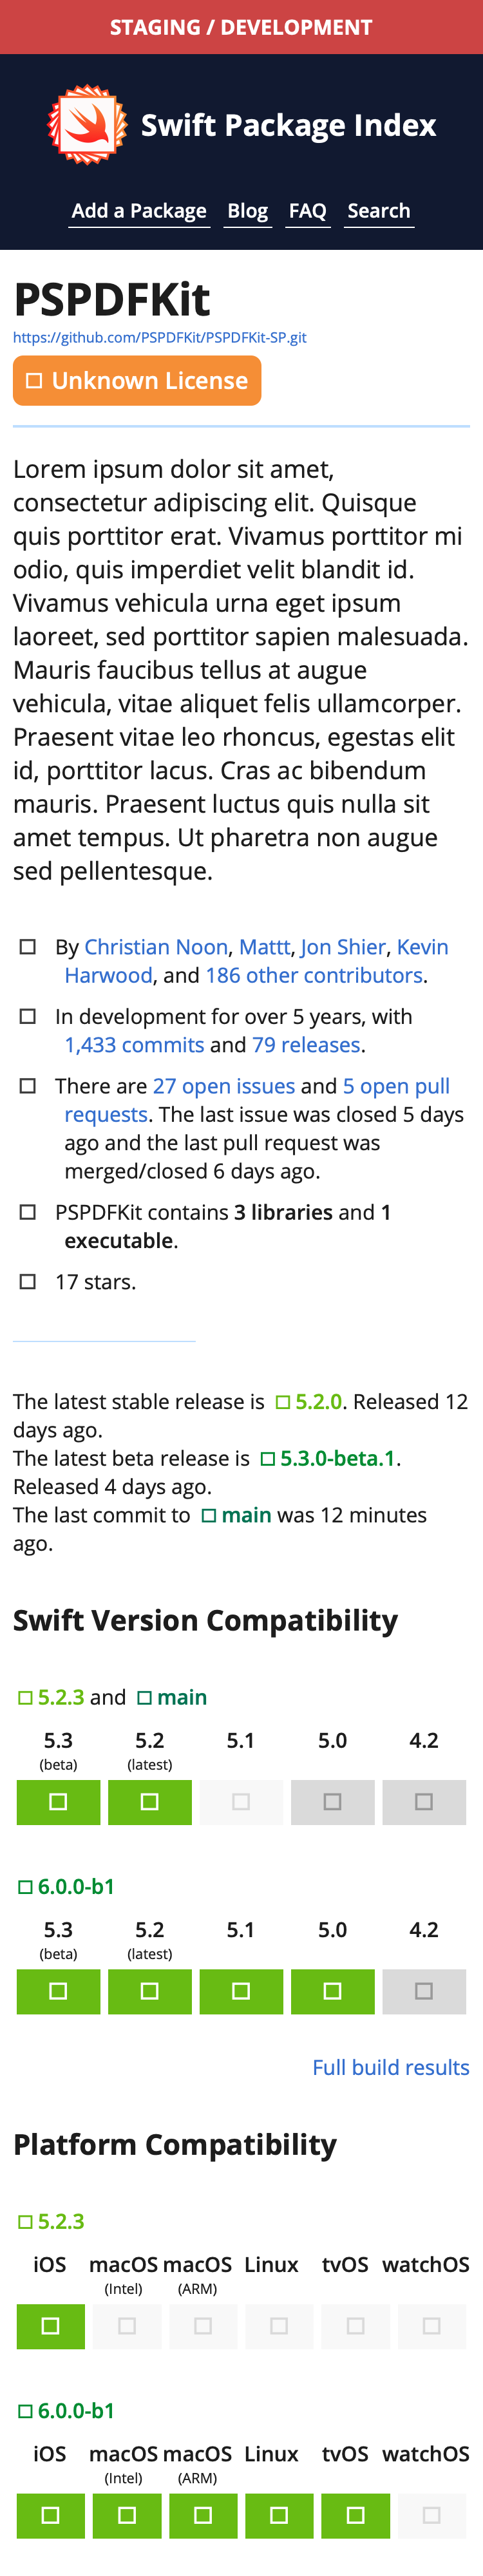 STAGING / DEVELOPMENT
Swift Package Index
Add a Package Blog FAQ Search
PSPDFKit
https://github.com/PSPDFKit/PSPDFKit-SP.git
Unknown License
Lorem ipsum dolor sit amet,
consectetur adipiscing elit. Quisque
quis porttitor erat. Vivamus porttitor mi
odio, quis imperdiet velit blandit id.
Vivamus vehicula urna eget ipsum
laoreet, sed porttitor sapien malesuada.
Mauris faucibus tellus at augue
vehicula, vitae aliquet felis ullamcorper.
Praesent vitae leo rhoncus, egestas elit
id, porttitor lacus. Cras ac bibendum
mauris. Praesent luctus quis nulla sit
amet tempus. Ut pharetra non augue
sed pellentesque.
By Christian Noon, Mattt, Jon Shier, Kevin
Harwood, and 186 other contributors.
In development for over 5 years, with
1,433 commits and 79 releases.
There are 27 open issues and 5 open pull
requests. The last issue was closed 5 days
ago and the last pull request was
merged/closed 6 days ago.
PSPDFKit contains 3 libraries and 1
executable.
17 stars.
The latest stable release is 5.2.0. Released 12
days ago.
The latest beta release is 5.3.0-beta.1.
Released 4 days ago.
The last commit to main was 12 minutes
ago.
Swift Version Compatibility
5.2.3 and main
5.3 5.2 5.1 5.0 4.2
(beta) (latest)
6.0.0-b1
5.3 5.2 5.1 5.0 4.2
(beta) (latest)
Full build results
Platform Compatibility
5.2.3
iOS macOS macOS Linux tvOS watchOS
(Intel) (ARM)
6.0.0-b1
iOS macOS macOS Linux tvOS watchOS
(Intel) (ARM)